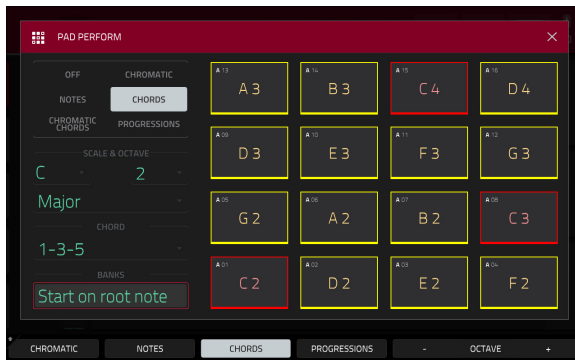 PAD PERFORM
OFF CHROMATIC
NOTES CHORDS
CHROMATIC CHORDS PROGRESSIONS
SCALE & OCTAVE
C 2
Major
CHORD
1-3-5
BANKS
Start on root note
A 13 A 14 A 15 A 16
A 3 B 3 C 4 D 4
A 09 A 10 A 11 A 12
D 3 E 3 F 3 G 3
A 05 A 06 A 07 A 08
G 2 A 2 B 2 C 3
A 01 A 02 A 03 A 04
C 2 D 2 E 2 F 2
CHROMATIC NOTES CHORDS PROGRESSIONS - OCTAVE +